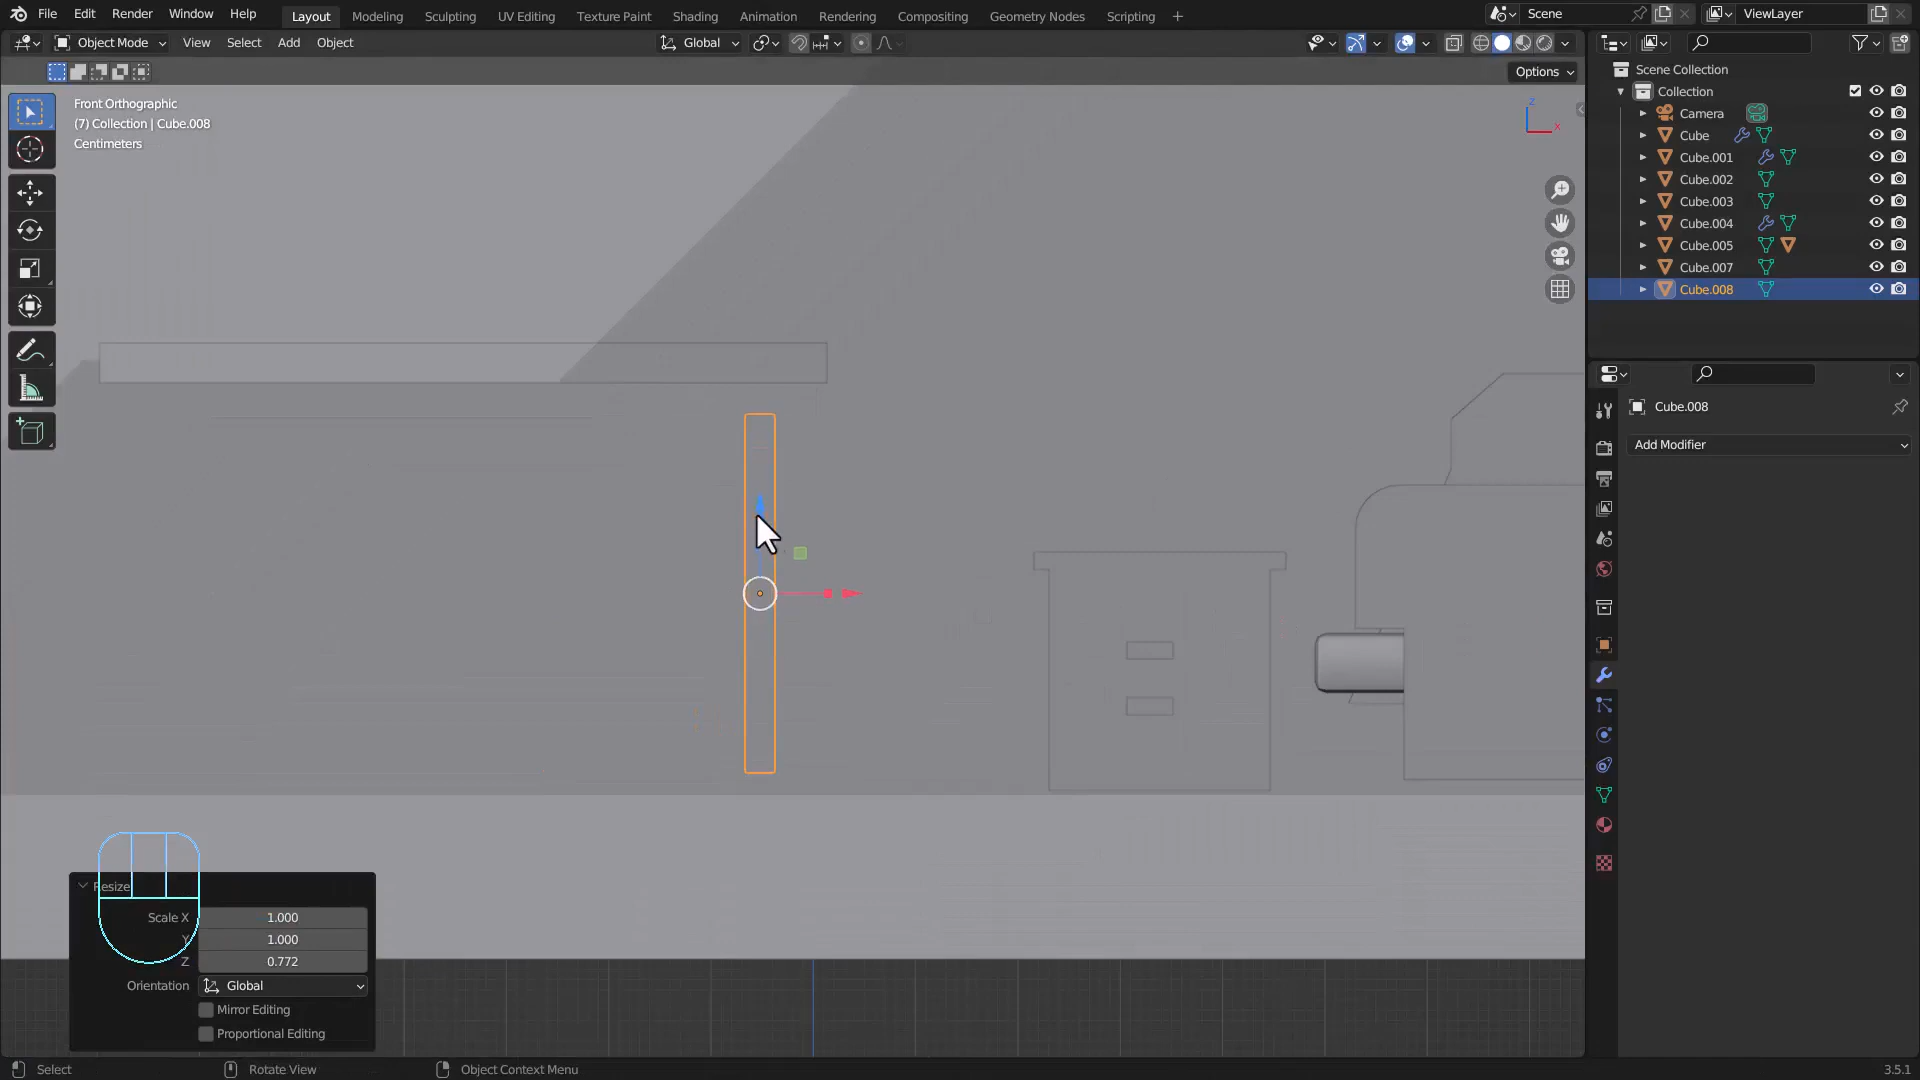 File Edit Render Window Help
Layout Modeling Sculpting UV Editing Texture Paint Shading Animation Rendering Compositing Geometry Nodes Scripting +
Scene
ViewLayer
Object Mode View Select Add Object
Global
Options
Front Orthographic
(7) Collection | Cube.008
Centimeters
Z
X
Scene Collection
Collection
Camera
Cube
Cube.001
Cube.002
Cube.003
Cube.004
Cube.005
Cube.007
Cube.008
Cube.008
Add Modifier
Resize
Scale X 1.000
Y 1.000
Z 0.772
Orientation Global
Mirror Editing
Proportional Editing
Select Rotate View Object Context Menu
3.5.1